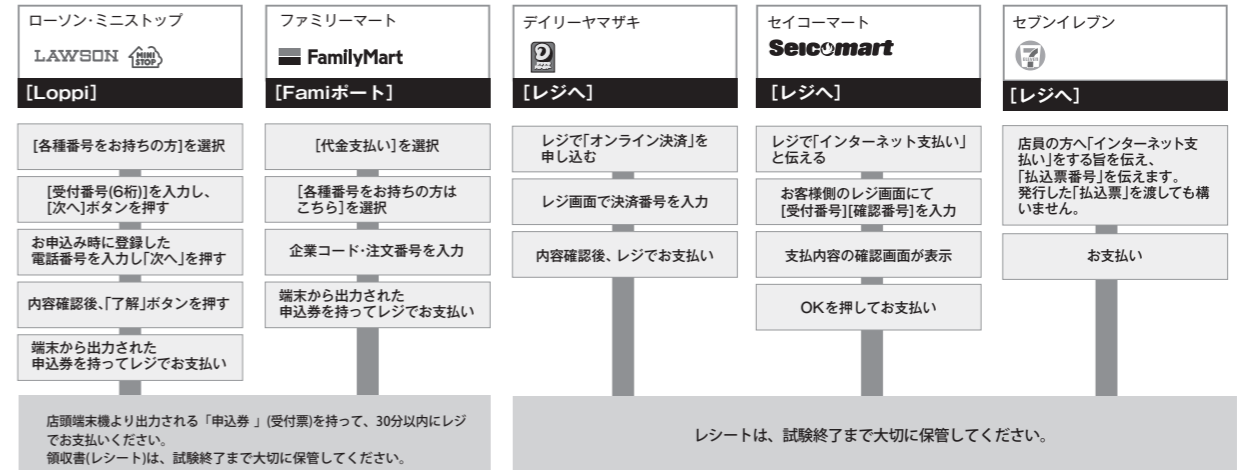 ローソン・ミニストップ
LAWSON MINI STOP
[Loppi]
[各種番号をお持ちの方]を選択
[受付番号(6桁)]を入力し、
[次へ]ボタンを押す
お申込み時に登録した
電話番号を入力し「次へ」を押す
内容確認後、「了解」ボタンを押す
端末から出力された
申込券を持ってレジでお支払い
ファミリーマート
FamilyMart
[Famiポート]
[代金支払い]を選択
[各種番号をお持ちの方は
こちら]を選択
企業コード・注文番号を入力
端末から出力された
申込券を持ってレジでお支払い
店頭端末機より出力される「申込券 」(受付票)を持って、30分以内にレジ
でお支払いください。
領収書(レシート)は、試験終了まで大切に保管してください。
デイリーヤマザキ
[レジへ]
レジで「オンライン決済」を
申し込む
レジ画面で決済番号を入力
内容確認後、レジでお支払い
セイコーマート
Seicomart
[レジへ]
レジで「インターネット支払い」
と伝える
お客様側のレジ画面にて
[受付番号][確認番号]を入力
支払内容の確認画面が表示
OKを押してお支払い
セブンイレブン
7
ELEVEN
[レジへ]
店員の方へ「インターネット支
払い」をする旨を伝え、
「払込票番号」を伝えます。
発行した「払込票」を渡しても構
いません。
お支払い
レシートは、試験終了まで大切に保管してください。